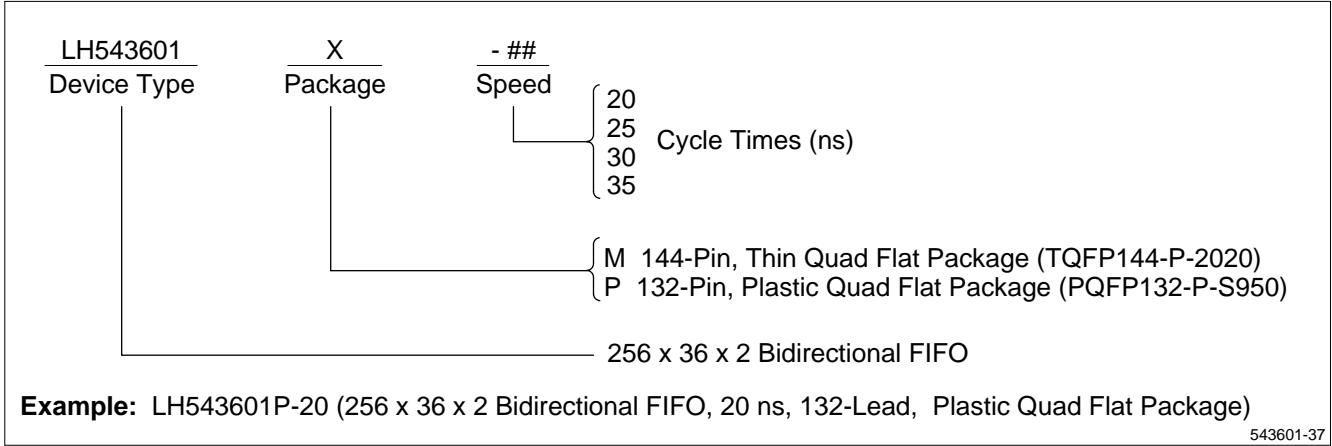 LH543601 X - ##
Device Type Package Speed
20
25
30
35
Cycle Times (ns)
M 144-Pin, Thin Quad Flat Package (TQFP144-P-2020)
P 132-Pin, Plastic Quad Flat Package (PQFP132-P-S950)
256 x 36 x 2 Bidirectional FIFO
Example: LH543601P-20 (256 x 36 x 2 Bidirectional FIFO, 20 ns, 132-Lead, Plastic Quad Flat Package)
543601-37